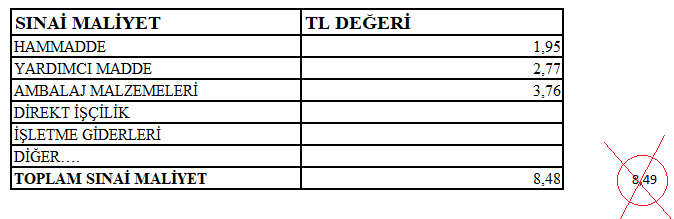 SINAİ MALİYET TL DEĞERİ
HAMMADDE 1,95
YARDIMCI MADDE 2,77
AMBALAJ MALZEMELERİ 3,76
DİREKT İŞÇİLİK
İŞLETME GİDERLERİ
DİĞER….
TOPLAM SINAİ MALİYET 8,48
8,49